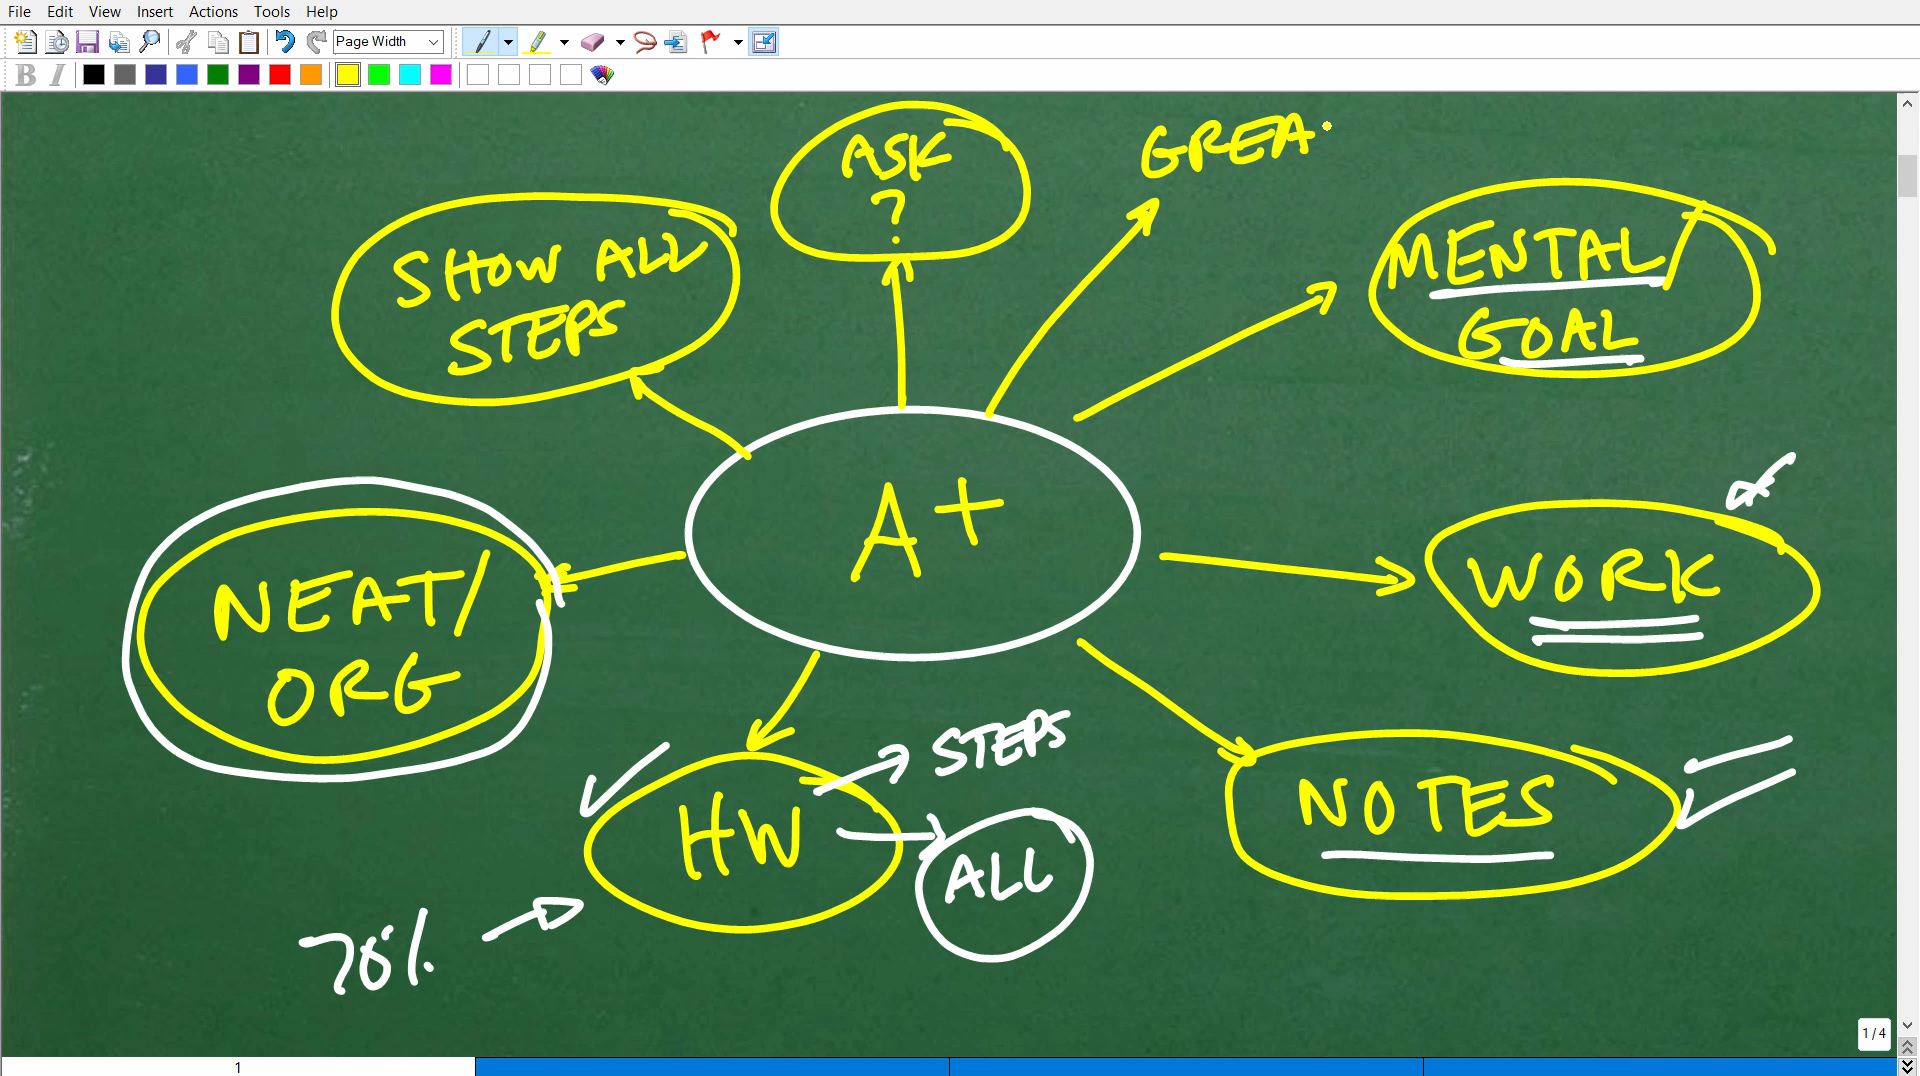 File Edit View Insert Actions Tools Help
Page Width
B I
ASK
?
GREA
SHOW ALL
STEPS
MENTAL/
GOAL
A+
NEAT/
ORG
WORK
HW
STEPS
ALL
NOTES
70%
1 / 4
1